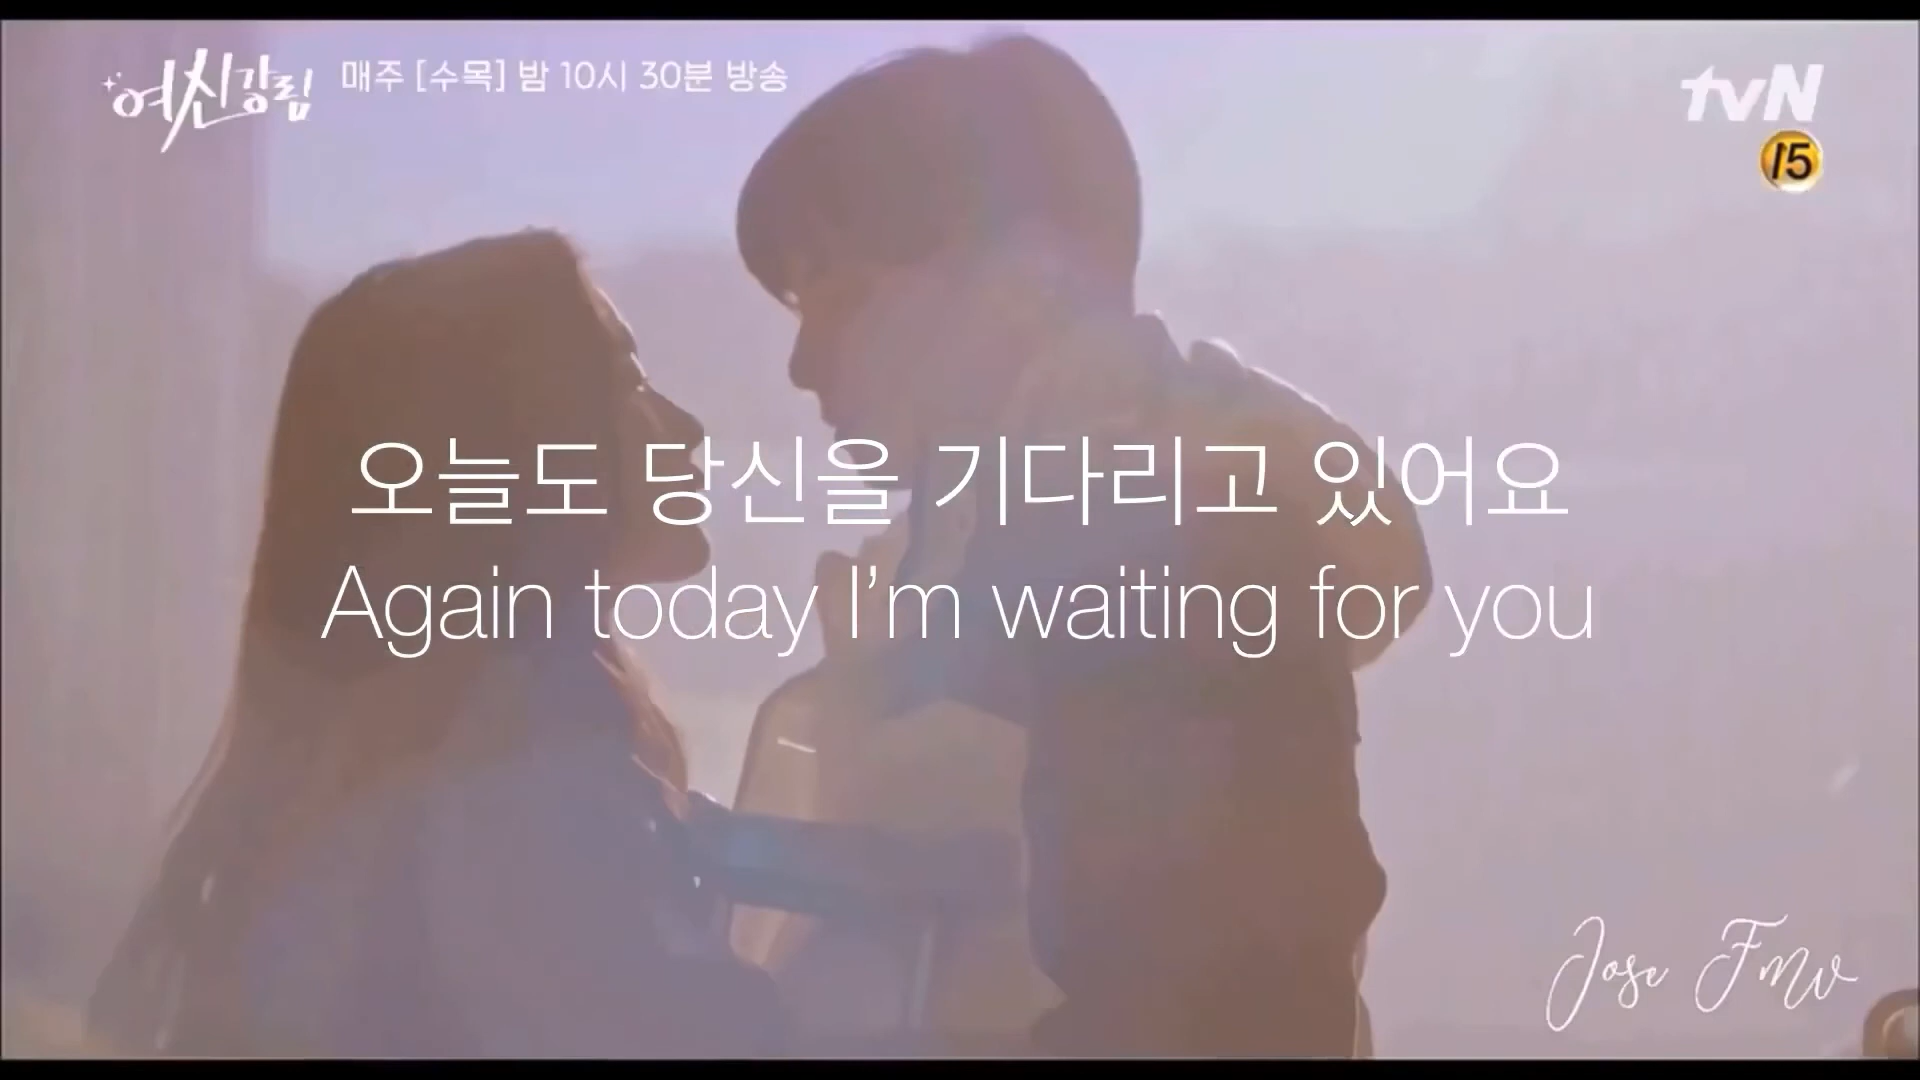 여신강림 매주 [수목] 밤 10시 30분 방송
tvN
15
오늘도 당신을 기다리고 있어요
Again today I'm waiting for you
Jose Fmv